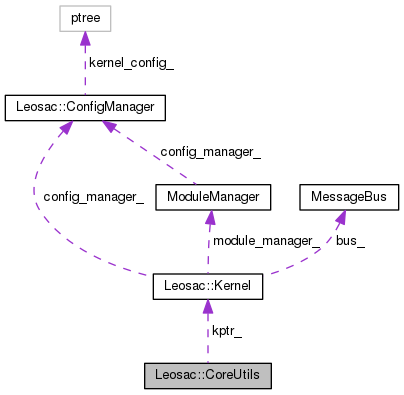 ptree
kernel_config_
Leosac::ConfigManager
config_manager_
config_manager_
ModuleManager
MessageBus
module_manager_
bus_
Leosac::Kernel
kptr_
Leosac::CoreUtils